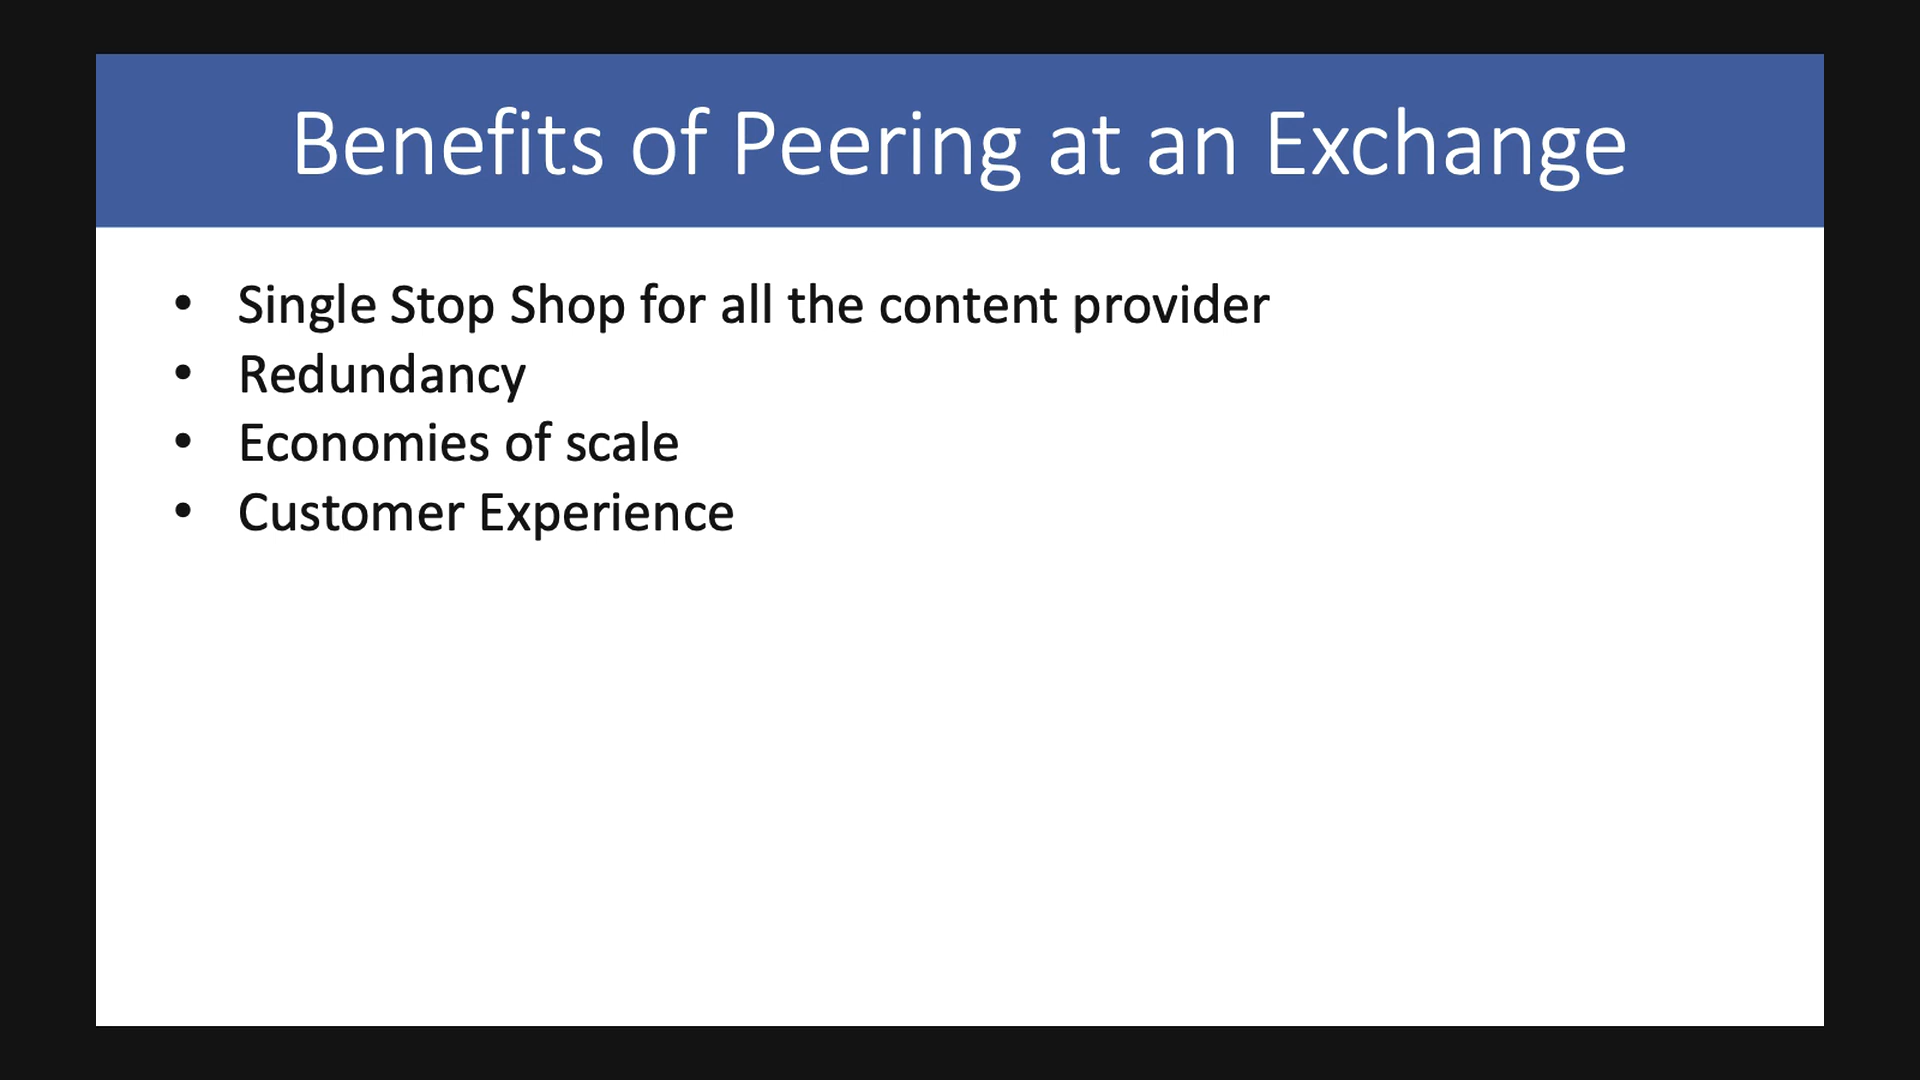 Benefits of Peering at an Exchange
• Single Stop Shop for all the content provider
• Redundancy
• Economies of scale
• Customer Experience